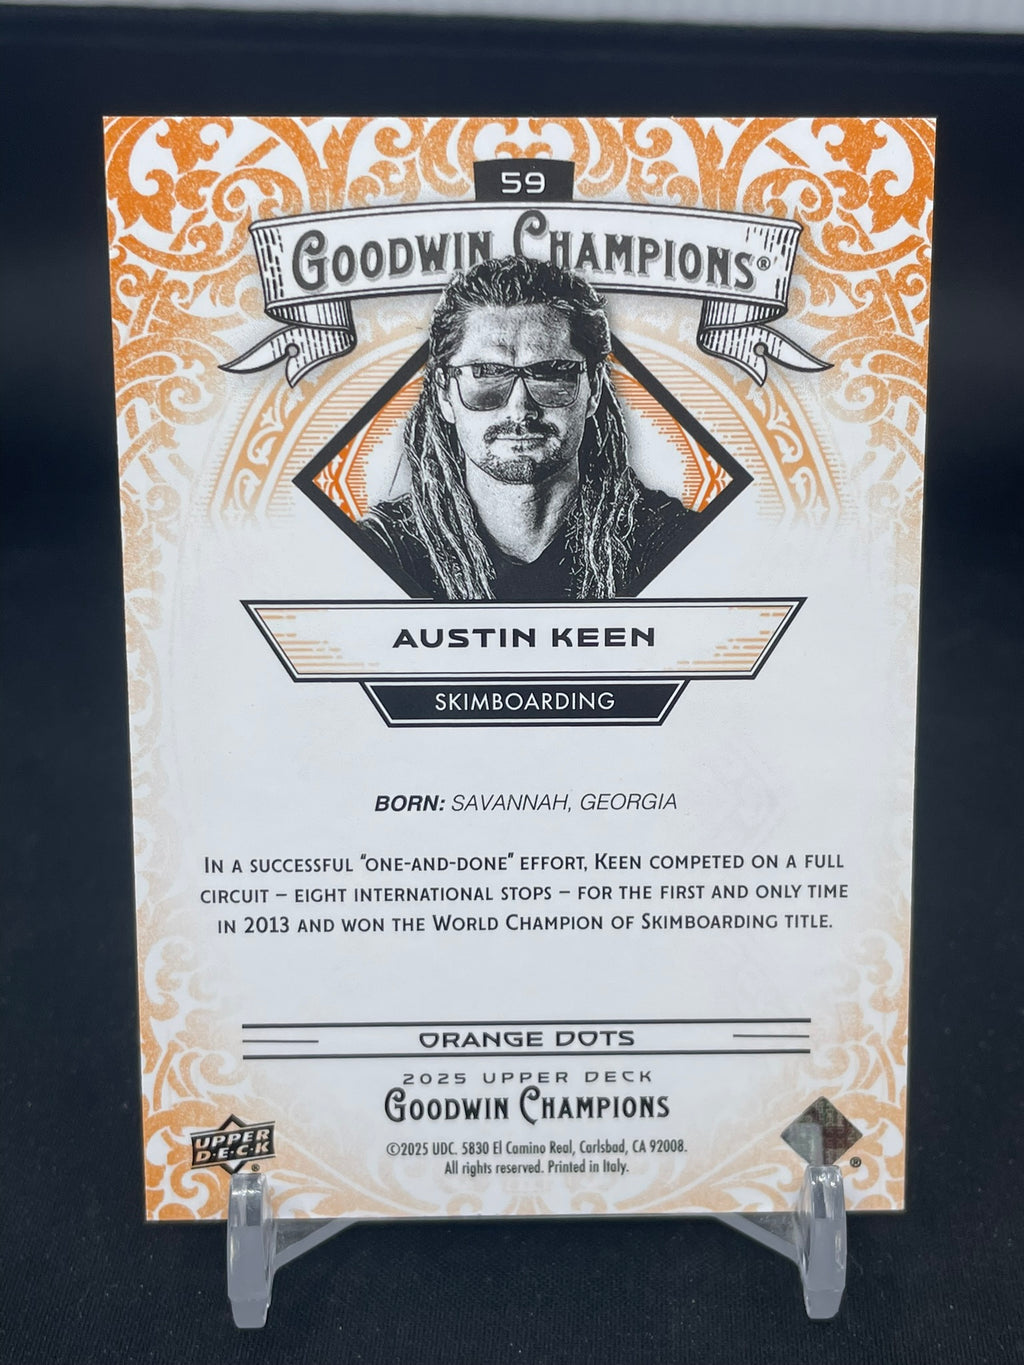 59
GOODWIN CHAMPIONS®
AUSTIN KEEN
SKIMBOARDING
BORN: SAVANNAH, GEORGIA
IN A SUCCESSFUL "ONE-AND-DONE" EFFORT, KEEN COMPETED ON A FULL
CIRCUIT – EIGHT INTERNATIONAL STOPS – FOR THE FIRST AND ONLY TIME
IN 2013 AND WON THE WORLD CHAMPION OF SKIMBOARDING TITLE.
ORANGE DOTS
2025 UPPER DECK
GOODWIN CHAMPIONS
UPPER
D·E·C·K
®
©2025 UDC. 5830 El Camino Real, Carlsbad, CA 92008.
All rights reserved. Printed in Italy.
®